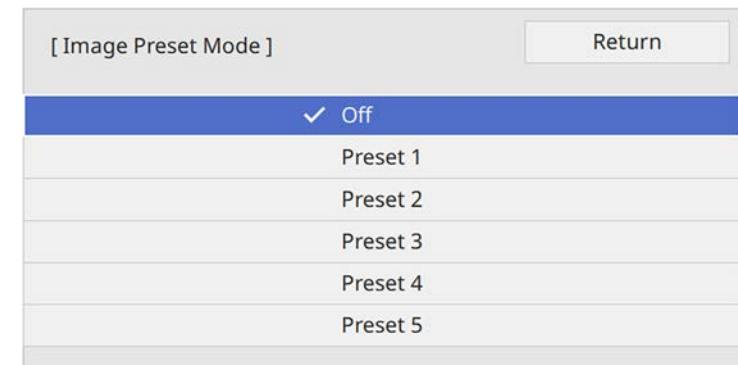 [ Image Preset Mode ]
Return
Off
Preset 1
Preset 2
Preset 3
Preset 4
Preset 5